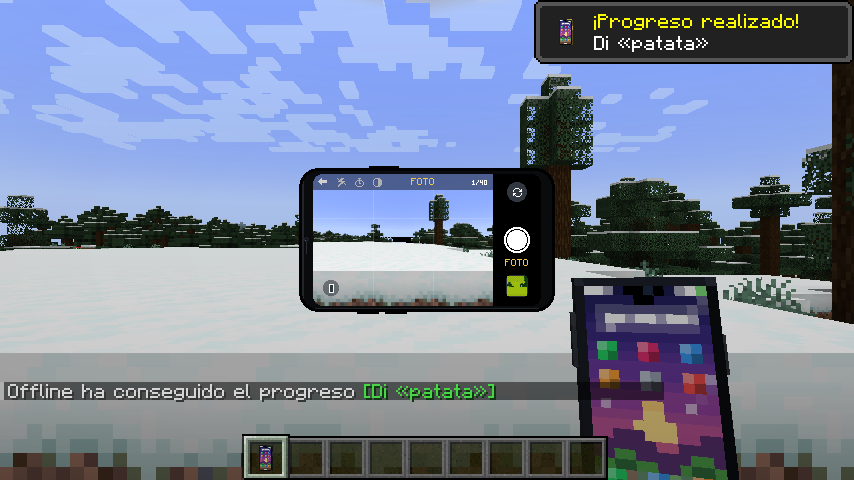 ¡Progreso realizado!
Di «patata»
FOTO
1/40
FOTO
Offline ha conseguido el progreso [Di «patata»]